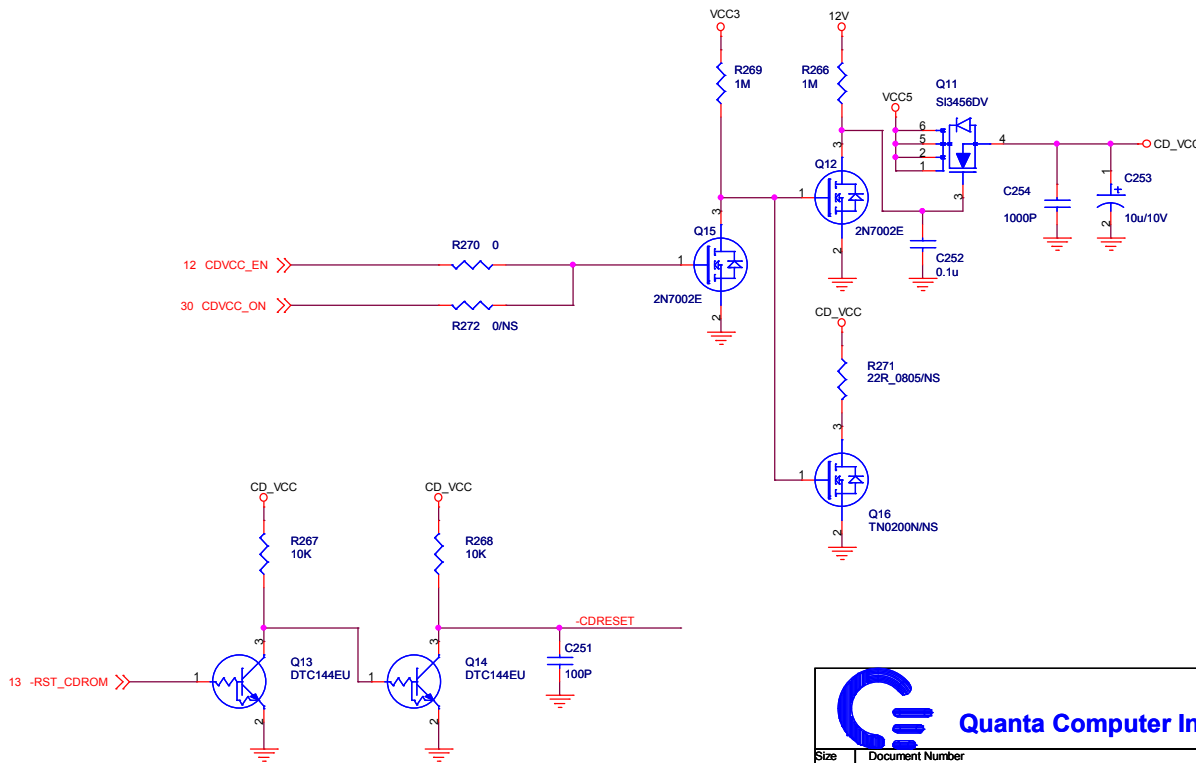 VCC3
12V
R269
1M
R266
1M
Q11
SI3456DV
VCC5
6
5
2
1
4
3
CD_VCC
C254
1000P
1
C253
10u/10V
2
3
Q12
1
2N7002E
2
C252
0.1u
3
Q15
1
2N7002E
2
12 CDVCC_EN
R270 0
30 CDVCC_ON
R272 0/NS
CD_VCC
R271
22R_0805/NS
3
1
Q16
TN0200N/NS
2
CD_VCC
CD_VCC
R267
10K
R268
10K
-CDRESET
3
Q13
DTC144EU
1
2
3
Q14
DTC144EU
1
2
C251
100P
13 -RST_CDROM
Quanta Computer In
Size
Document Number